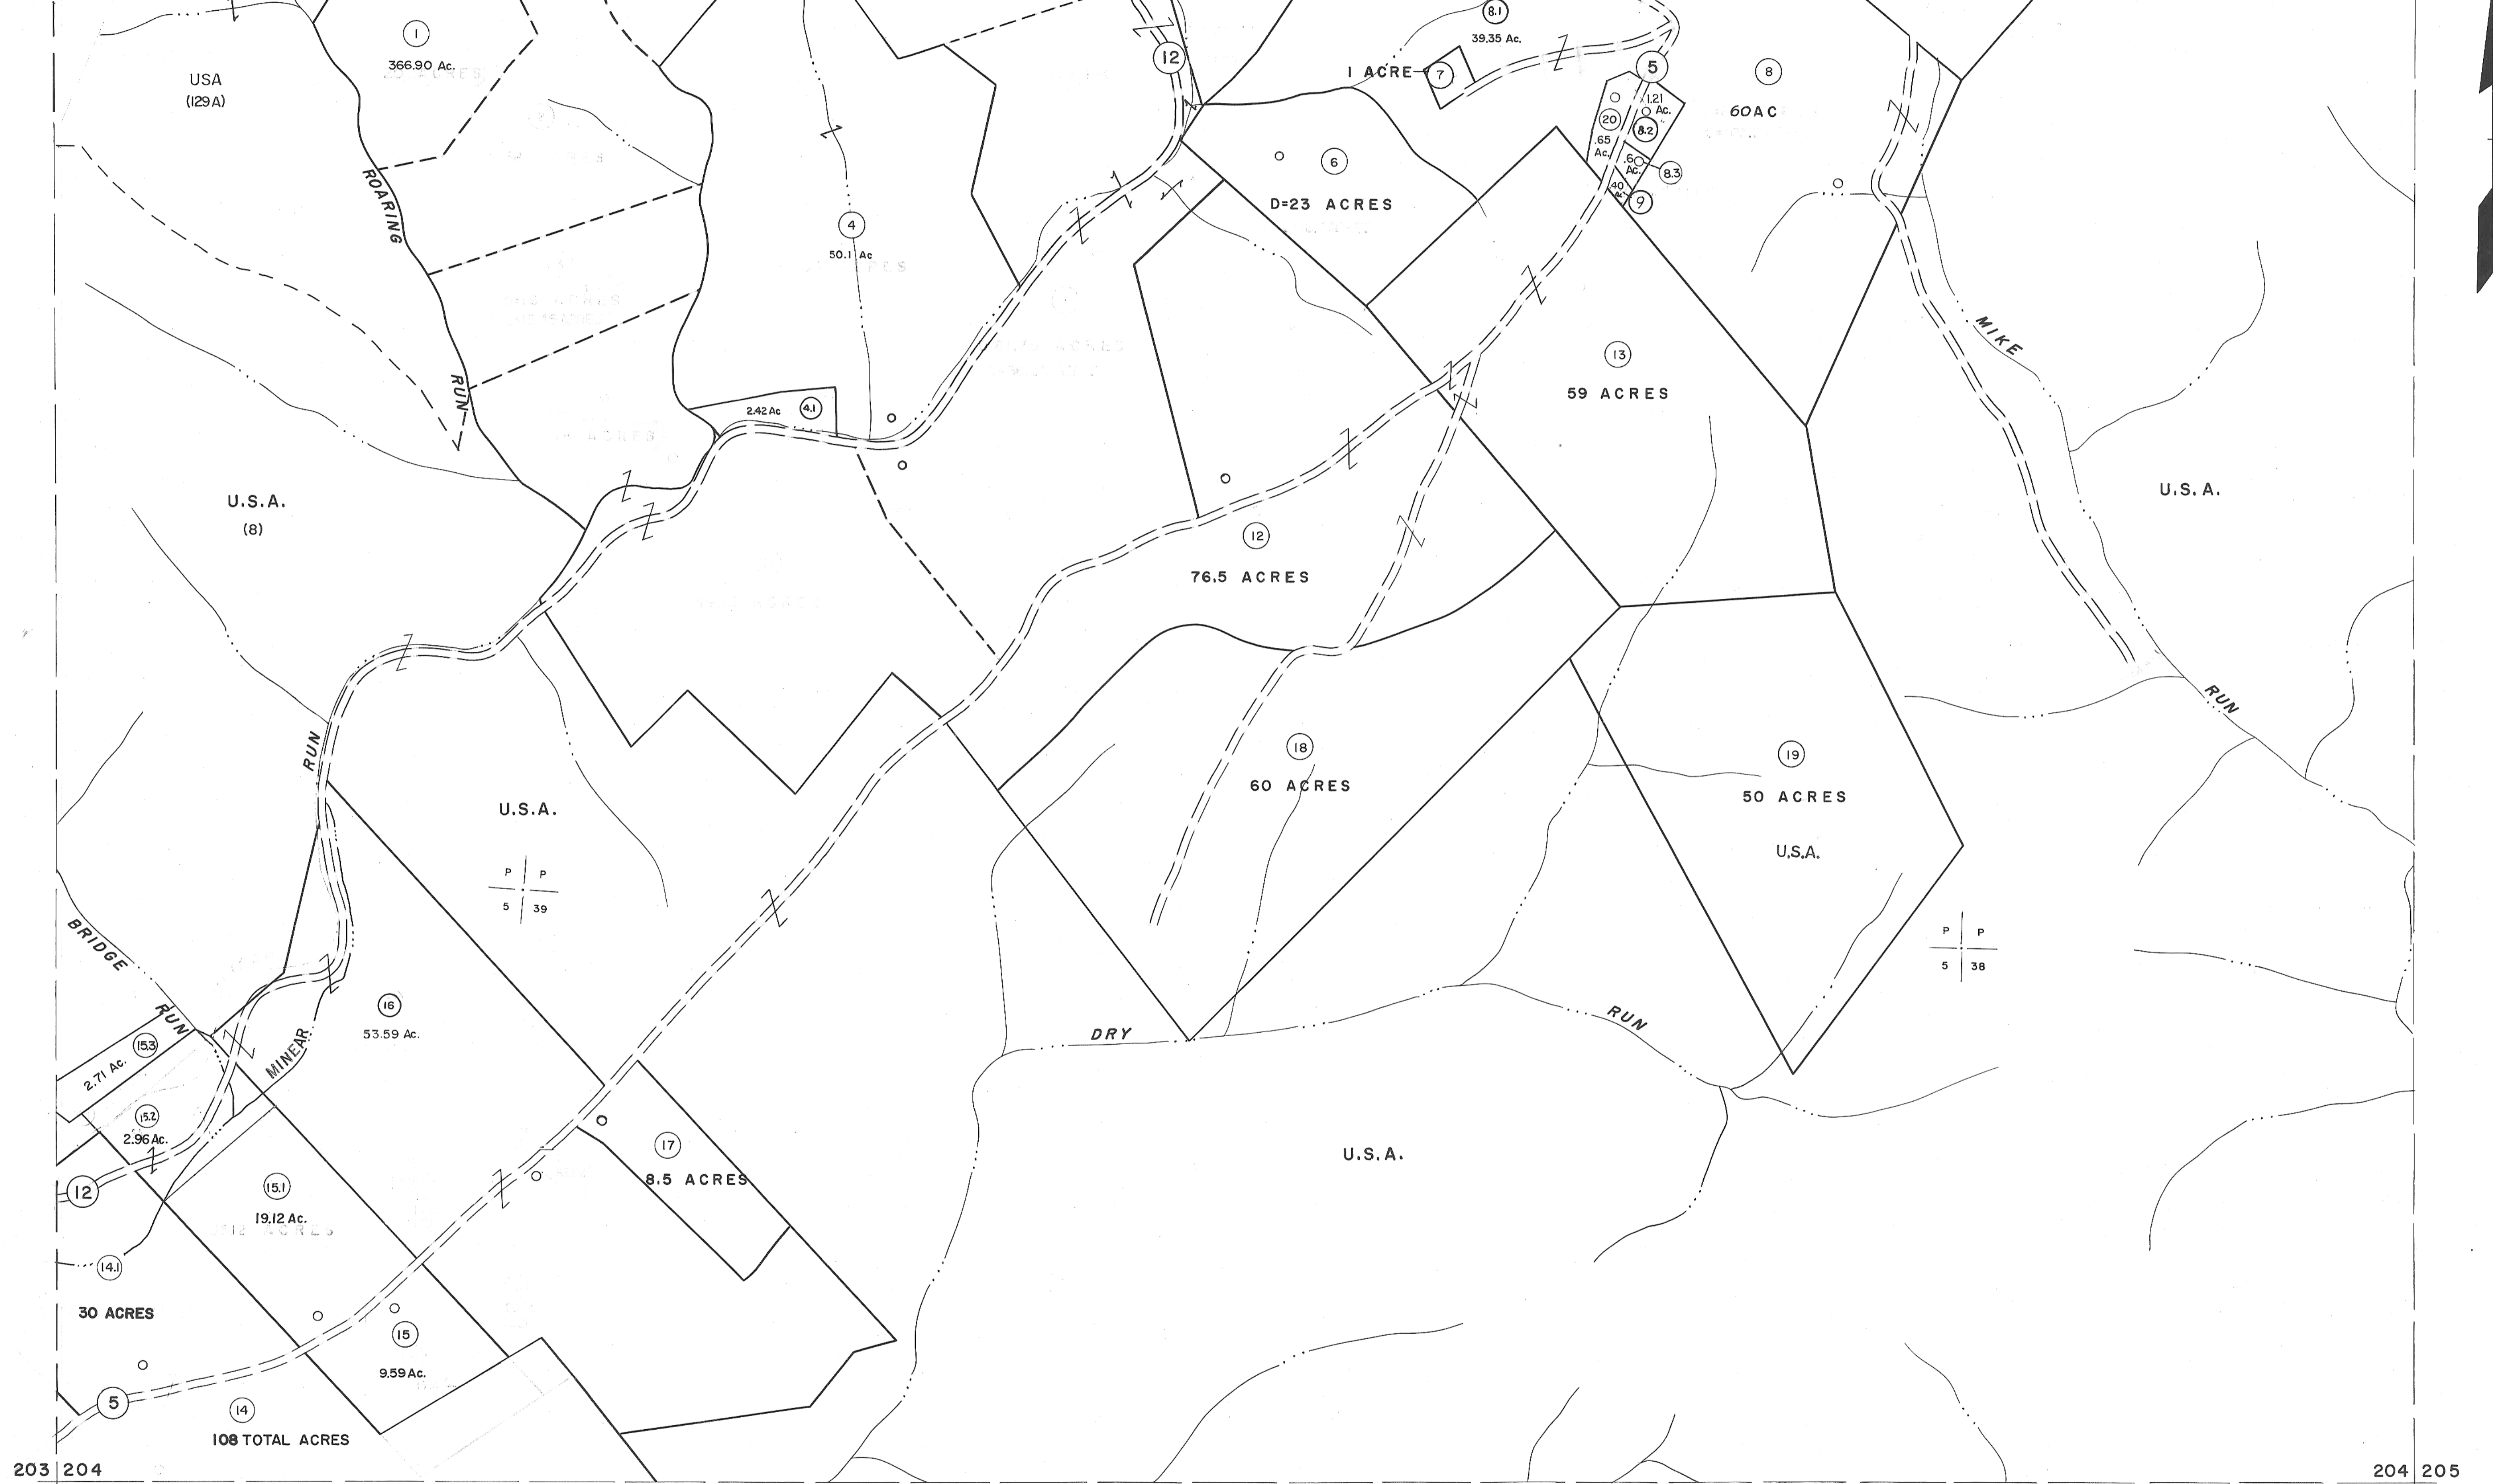 1
366.90 Ac.
USA
(129A)
12
8.1
39.35 Ac.
1 ACRE
7
5
8
60AC
1.21
Ac.
20
8.2
.65
Ac.
.6
Ac.
8.3
.40
9
6
D=23 ACRES
ROARING
4
50.1 Ac
RUN
2.42 Ac
4.1
13
59 ACRES
MIKE
U.S.A.
U.S.A.
(8)
12
76.5 ACRES
RUN
RUN
18
60 ACRES
19
50 ACRES
U.S.A.
U.S.A.
P P
5 39
P P
5 38
BRIDGE
RUN
16
53.59 Ac.
MINEAR
15.3
2.71 Ac.
DRY
RUN
15.2
2.96 Ac.
17
8.5 ACRES
U.S.A.
12
15.1
19.12 Ac.
14.1
30 ACRES
15
9.59 Ac.
5
14
108 TOTAL ACRES
203 204
204 205